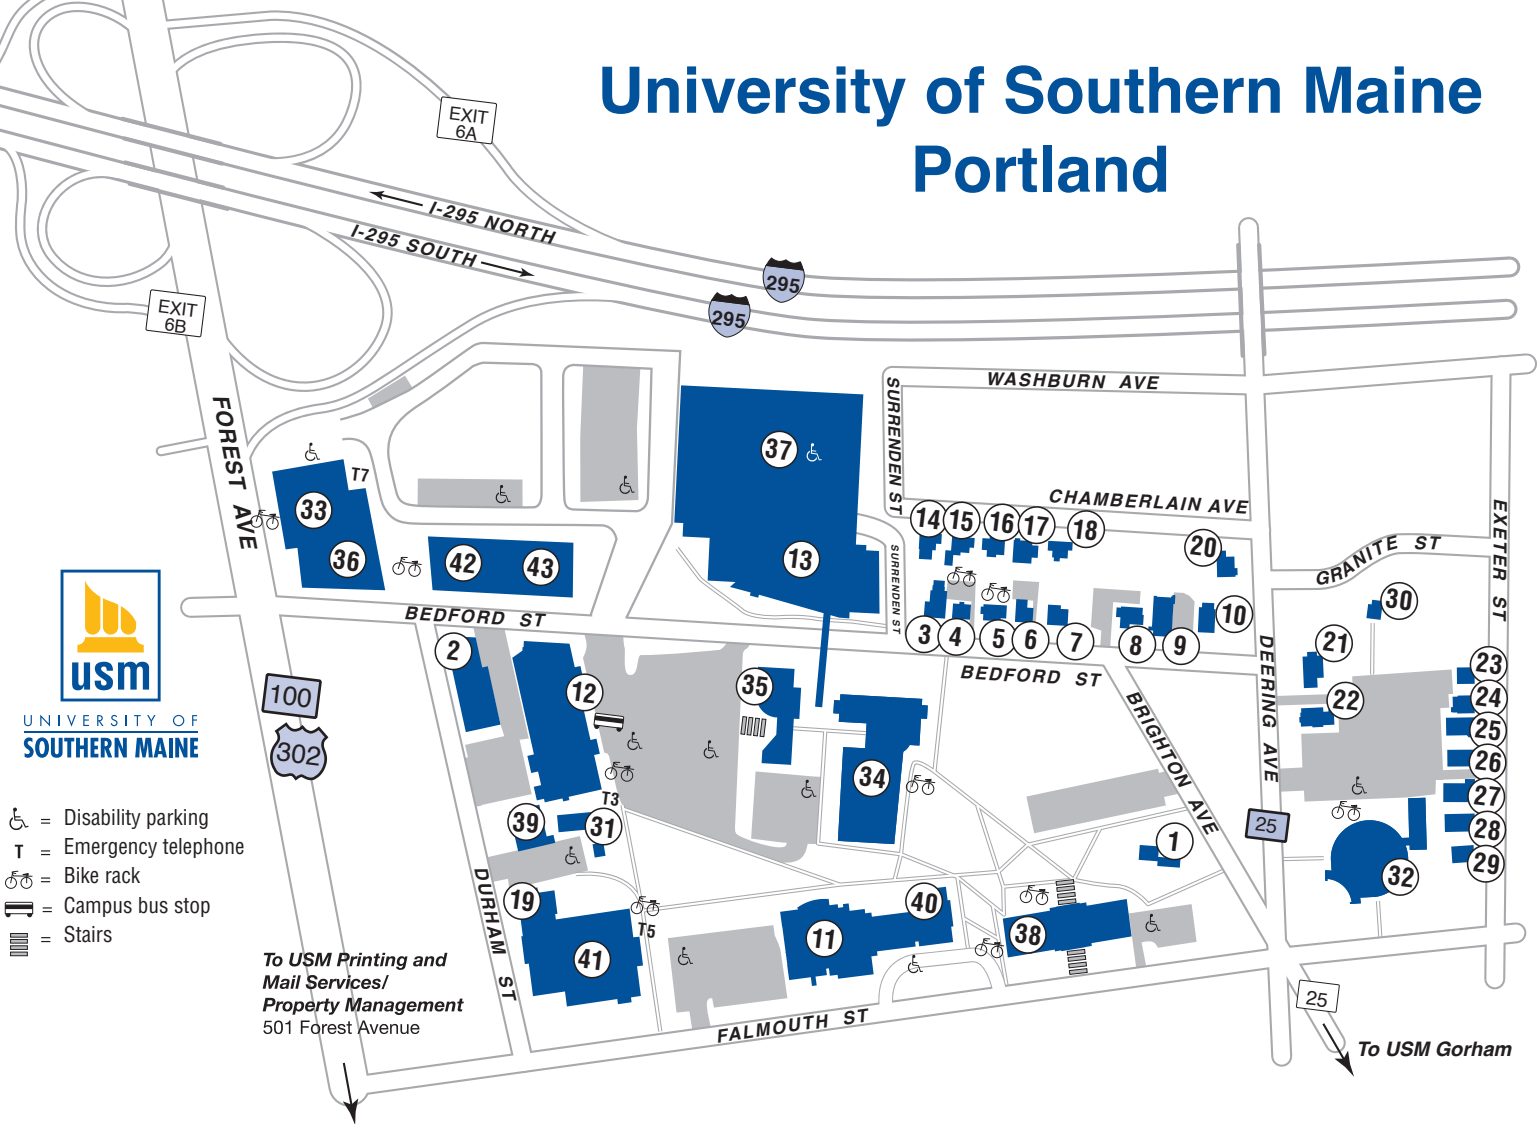 University of Southern Maine
Portland
EXIT
6A
I-295 NORTH
I-295 SOUTH
295
295
EXIT
6B
WASHBURN AVE
SURRENDEN ST
FOREST AVE
CHAMBERLAIN AVE
EXETER ST
GRANITE ST
SURRENDEN ST
T7
33
36
42
43
37
13
14
15
16
17
18
20
30
BEDFORD ST
3
4
5
6
7
8
9
10
21
22
23
24
25
26
27
28
29
BEDFORD ST
DEERING AVE
BRIGHTON AVE
usm
UNIVERSITY OF
SOUTHERN MAINE
100
302
2
12
35
34
25
T3
39
31
1
32
= Disability parking
T = Emergency telephone
= Bike rack
= Campus bus stop
= Stairs
DURHAM ST
19
41
T5
11
40
38
To USM Printing and
Mail Services/
Property Management
501 Forest Avenue
FALMOUTH ST
25
To USM Gorham